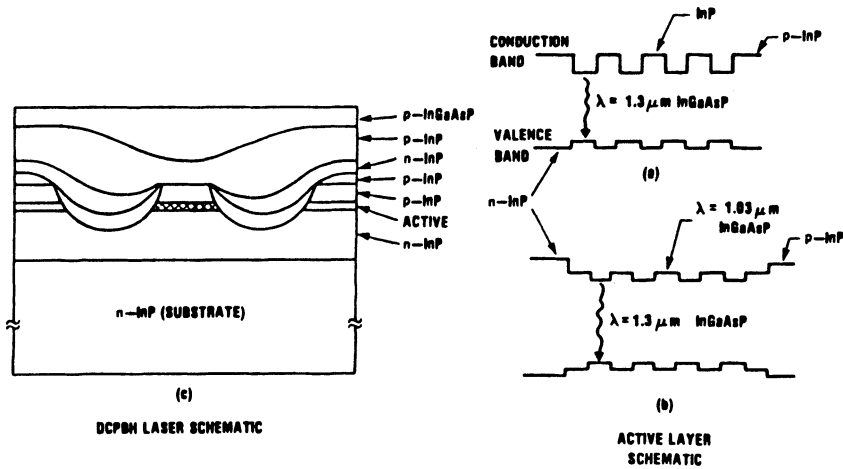 p-InGaAsP
p-InP
n-InP
p-InP
p-InP
ACTIVE
n-InP
n-InP (SUBSTRATE)
(c)
DCPBH LASER SCHEMATIC
InP
p-InP
CONDUCTION
BAND
λ = 1.3 μm InGaAsP
VALENCE
BAND
(a)
n-InP
λ = 1.03 μm
InGaAsP
p-InP
λ = 1.3 μm InGaAsP
(b)
ACTIVE LAYER
SCHEMATIC